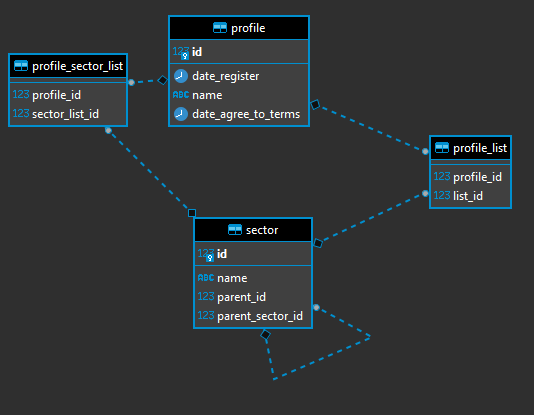 profile
123 id
date_register
ABC name
date_agree_to_terms
profile_sector_list
123 profile_id
123 sector_list_id
profile_list
123 profile_id
123 list_id
sector
123 id
ABC name
123 parent_id
123 parent_sector_id